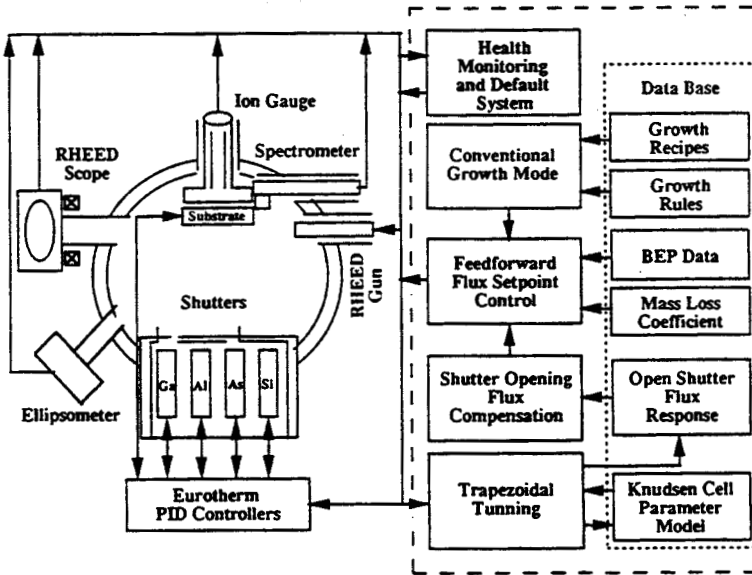 Ion Gauge
RHEED
Scope
Spectrometer
Substrate
RHEED
Gun
Shutters
Ga
Al
As
Si
Ellipsometer
Eurotherm
PID Controllers
Health
Monitoring
and Default
System
Conventional
Growth Mode
Feedforward
Flux Setpoint
Control
Shutter Opening
Flux
Compensation
Trapezoidal
Tunning
Data Base
Growth
Recipes
Growth
Rules
BEP Data
Mass Loss
Coefficient
Open Shutter
Flux
Response
Knudsen Cell
Parameter
Model